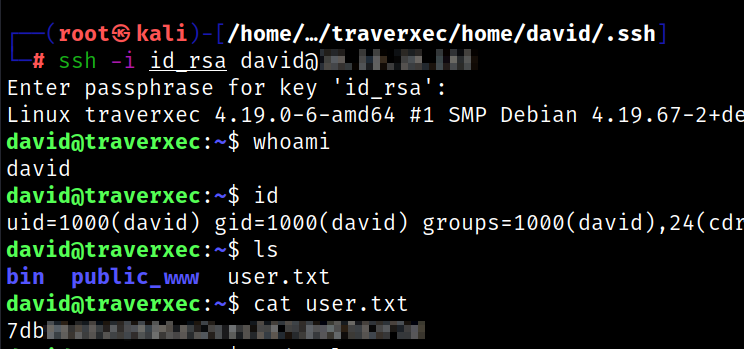 ┌──(root㉿kali)-[/home/…/traverxec/home/david/.ssh]
└─# ssh -i id_rsa david@
Enter passphrase for key 'id_rsa':
Linux traverxec 4.19.0-6-amd64 #1 SMP Debian 4.19.67-2+de
david@traverxec:~$ whoami
david
david@traverxec:~$ id
uid=1000(david) gid=1000(david) groups=1000(david),24(cdr
david@traverxec:~$ ls
bin  public_www  user.txt
david@traverxec:~$ cat user.txt
7db